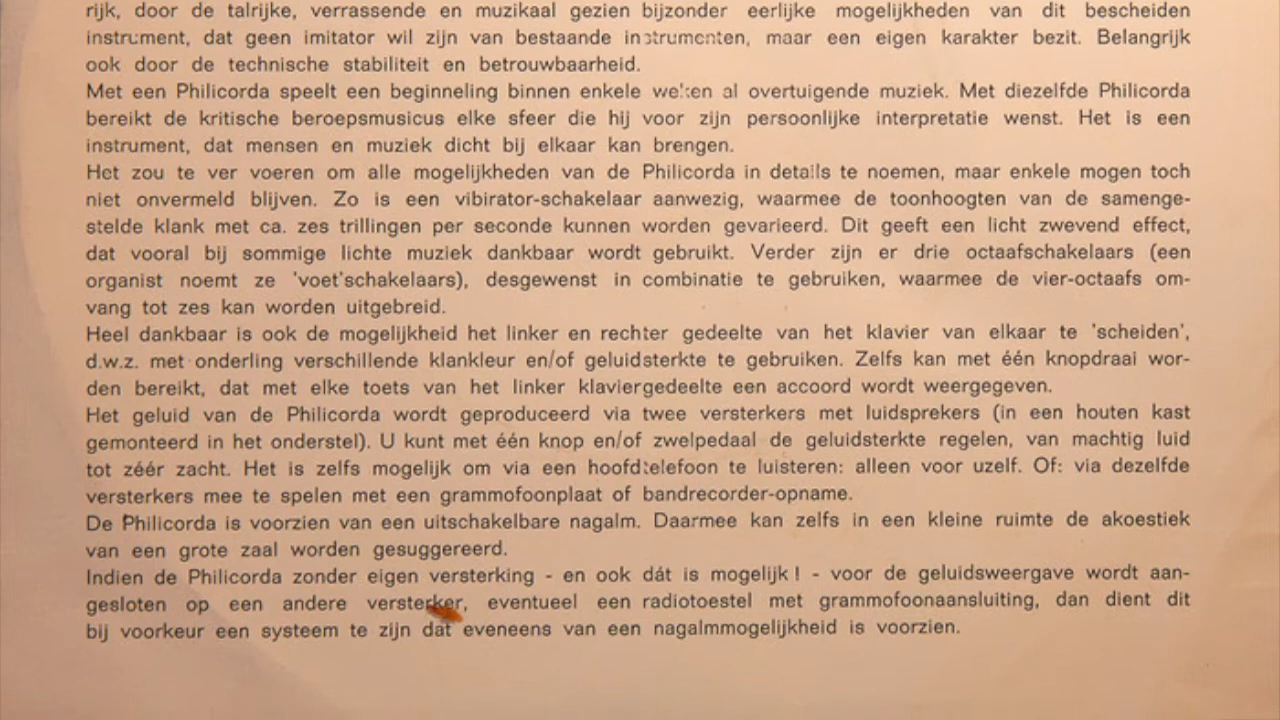 rijk, door de talrijke, verrassende en muzikaal gezien bijzonder eerlijke mogelijkheden van dit bescheiden
instrument, dat geen imitator wil zijn van bestaande instrumenten, maar een eigen karakter bezit. Belangrijk
ook door de technische stabiliteit en betrouwbaarheid.
Met een Philicorda speelt een beginneling binnen enkele weken al overtuigende muziek. Met diezelfde Philicorda
bereikt de kritische beroepsmusicus elke sfeer die hij voor zijn persoonlijke interpretatie wenst. Het is een
instrument, dat mensen en muziek dicht bij elkaar kan brengen.
Het zou te ver voeren om alle mogelijkheden van de Philicorda in details te noemen, maar enkele mogen toch
niet onvermeld blijven. Zo is een vibirator-schakelaar aanwezig, waarmee de toonhoogten van de samenge-
stelde klank met ca. zes trillingen per seconde kunnen worden gevarieerd. Dit geeft een licht zwevend effect,
dat vooral bij sommige lichte muziek dankbaar wordt gebruikt. Verder zijn er drie octaafschakelaars (een
organist noemt ze 'voet'schakelaars), desgewenst in combinatie te gebruiken, waarmee de vier-octaafs om-
vang tot zes kan worden uitgebreid.
Heel dankbaar is ook de mogelijkheid het linker en rechter gedeelte van het klavier van elkaar te 'scheiden',
d.w.z. met onderling verschillende klankleur en/of geluidsterkte te gebruiken. Zelfs kan met één knopdraai wor-
den bereikt, dat met elke toets van het linker klaviergedeelte een accoord wordt weergegeven.
Het geluid van de Philicorda wordt geproduceerd via twee versterkers met luidsprekers (in een houten kast
gemonteerd in het onderstel). U kunt met één knop en/of zwelpedaal de geluidsterkte regelen, van machtig luid
tot zéér zacht. Het is zelfs mogelijk om via een hoofdtelefoon te luisteren: alleen voor uzelf. Of: via dezelfde
versterkers mee te spelen met een grammofoonplaat of bandrecorder-opname.
De Philicorda is voorzien van een uitschakelbare nagalm. Daarmee kan zelfs in een kleine ruimte de akoestiek
van een grote zaal worden gesuggereerd.
Indien de Philicorda zonder eigen versterking - en ook dát is mogelijk! - voor de geluidsweergave wordt aan-
gesloten op een andere versterker, eventueel een radiotoestel met grammofoonaansluiting, dan dient dit
bij voorkeur een systeem te zijn dat eveneens van een nagalmmogelijkheid is voorzien.